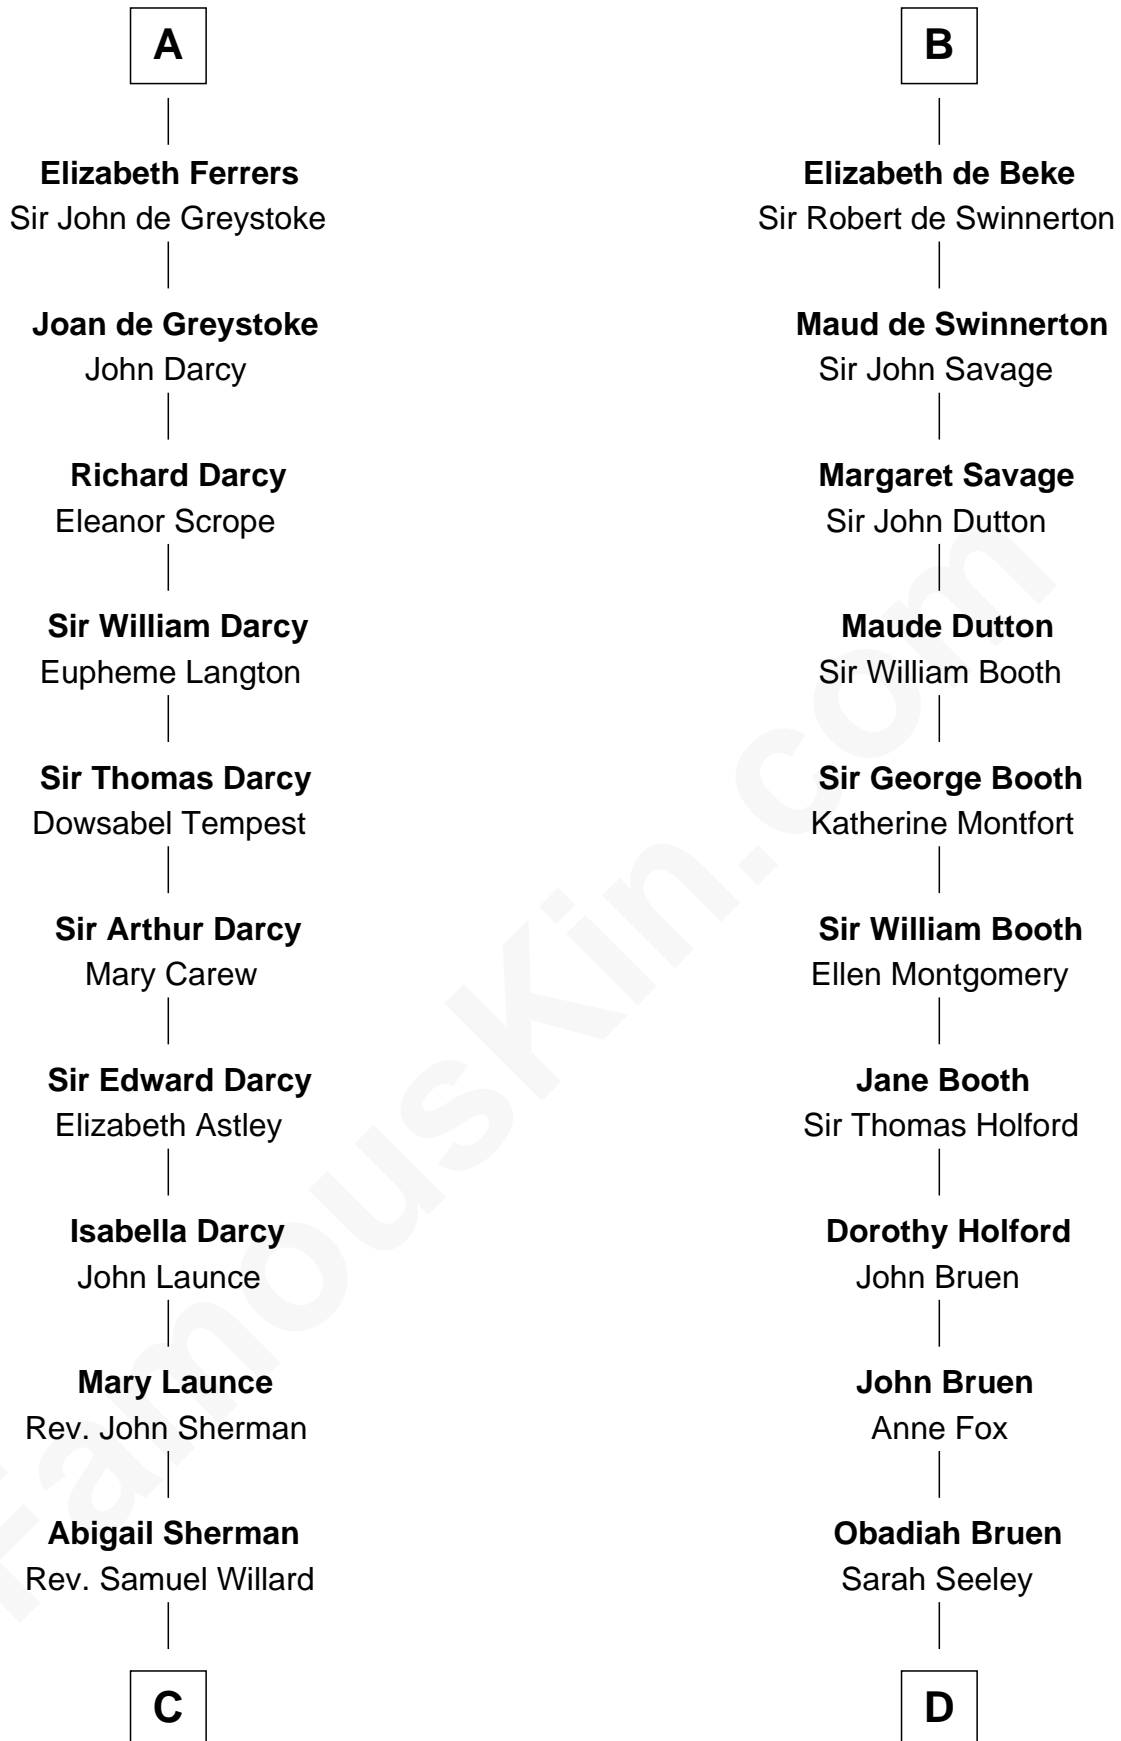 A
Elizabeth Ferrers
Sir John de Greystoke
Joan de Greystoke
John Darcy
Richard Darcy
Eleanor Scrope
Sir William Darcy
Eupheme Langton
Sir Thomas Darcy
Dowsabel Tempest
Sir Arthur Darcy
Mary Carew
Sir Edward Darcy
Elizabeth Astley
Isabella Darcy
John Launce
Mary Launce
Rev. John Sherman
Abigail Sherman
Rev. Samuel Willard
C
B
Elizabeth de Beke
Sir Robert de Swinnerton
Maud de Swinnerton
Sir John Savage
Margaret Savage
Sir John Dutton
Maude Dutton
Sir William Booth
Sir George Booth
Katherine Montfort
Sir William Booth
Ellen Montgomery
Jane Booth
Sir Thomas Holford
Dorothy Holford
John Bruen
John Bruen
Anne Fox
Obadiah Bruen
Sarah Seeley
D
FamousKin.com